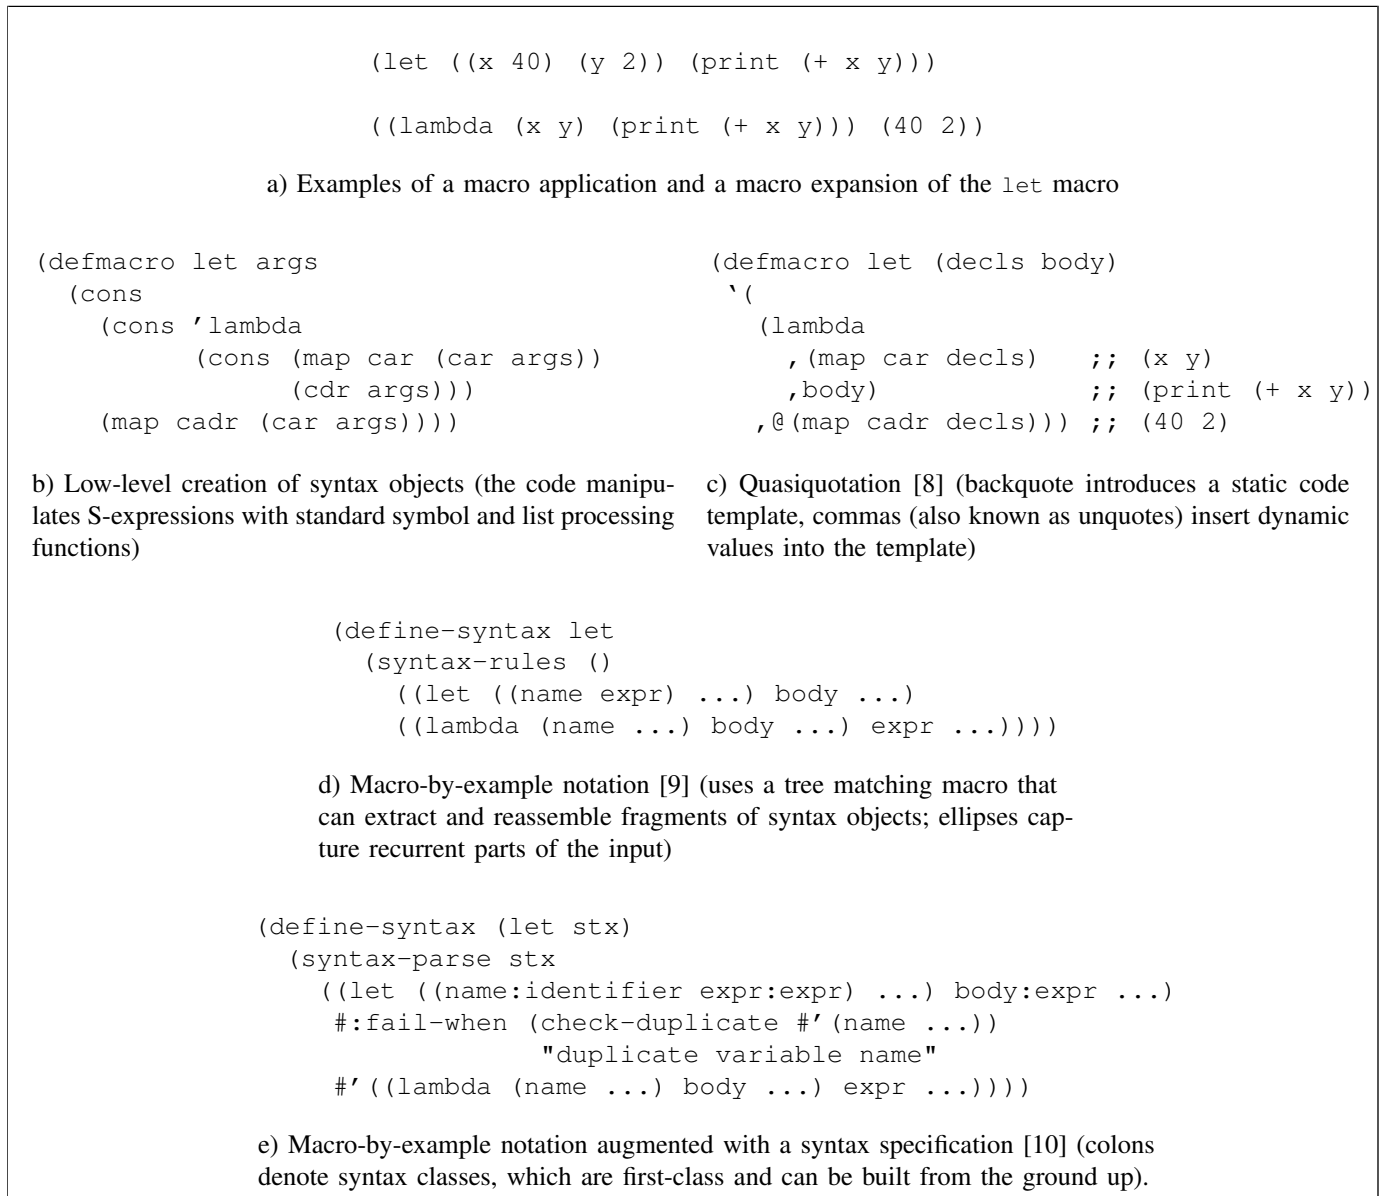 (let ((x 40) (y 2)) (print (+ x y)))
((lambda (x y) (print (+ x y))) (40 2))
a) Examples of a macro application and a macro expansion of the let macro
(defmacro let args
(cons
(cons ’lambda
(cons (map car (car args))
(cdr args)))
(map cadr (car args))))
b) Low-level creation of syntax objects (the code manipu-
lates S-expressions with standard symbol and list processing
functions)
(defmacro let (decls body)
‘(
(lambda
,(map car decls) ;; (x y)
,body) ;; (print (+ x y))
,@(map cadr decls))) ;; (40 2)
c) Quasiquotation [8] (backquote introduces a static code
template, commas (also known as unquotes) insert dynamic
values into the template)
(define-syntax let
(syntax-rules ()
((let ((name expr) ...) body ...)
((lambda (name ...) body ...) expr ...))))
d) Macro-by-example notation [9] (uses a tree matching macro that
can extract and reassemble fragments of syntax objects; ellipses cap-
ture recurrent parts of the input)
(define-syntax (let stx)
(syntax-parse stx
((let ((name:identifier expr:expr) ...) body:expr ...)
#:fail-when (check-duplicate #’(name ...))
"duplicate variable name"
#’((lambda (name ...) body ...) expr ...))))
e) Macro-by-example notation augmented with a syntax specification [10] (colons
denote syntax classes, which are first-class and can be built from the ground up).